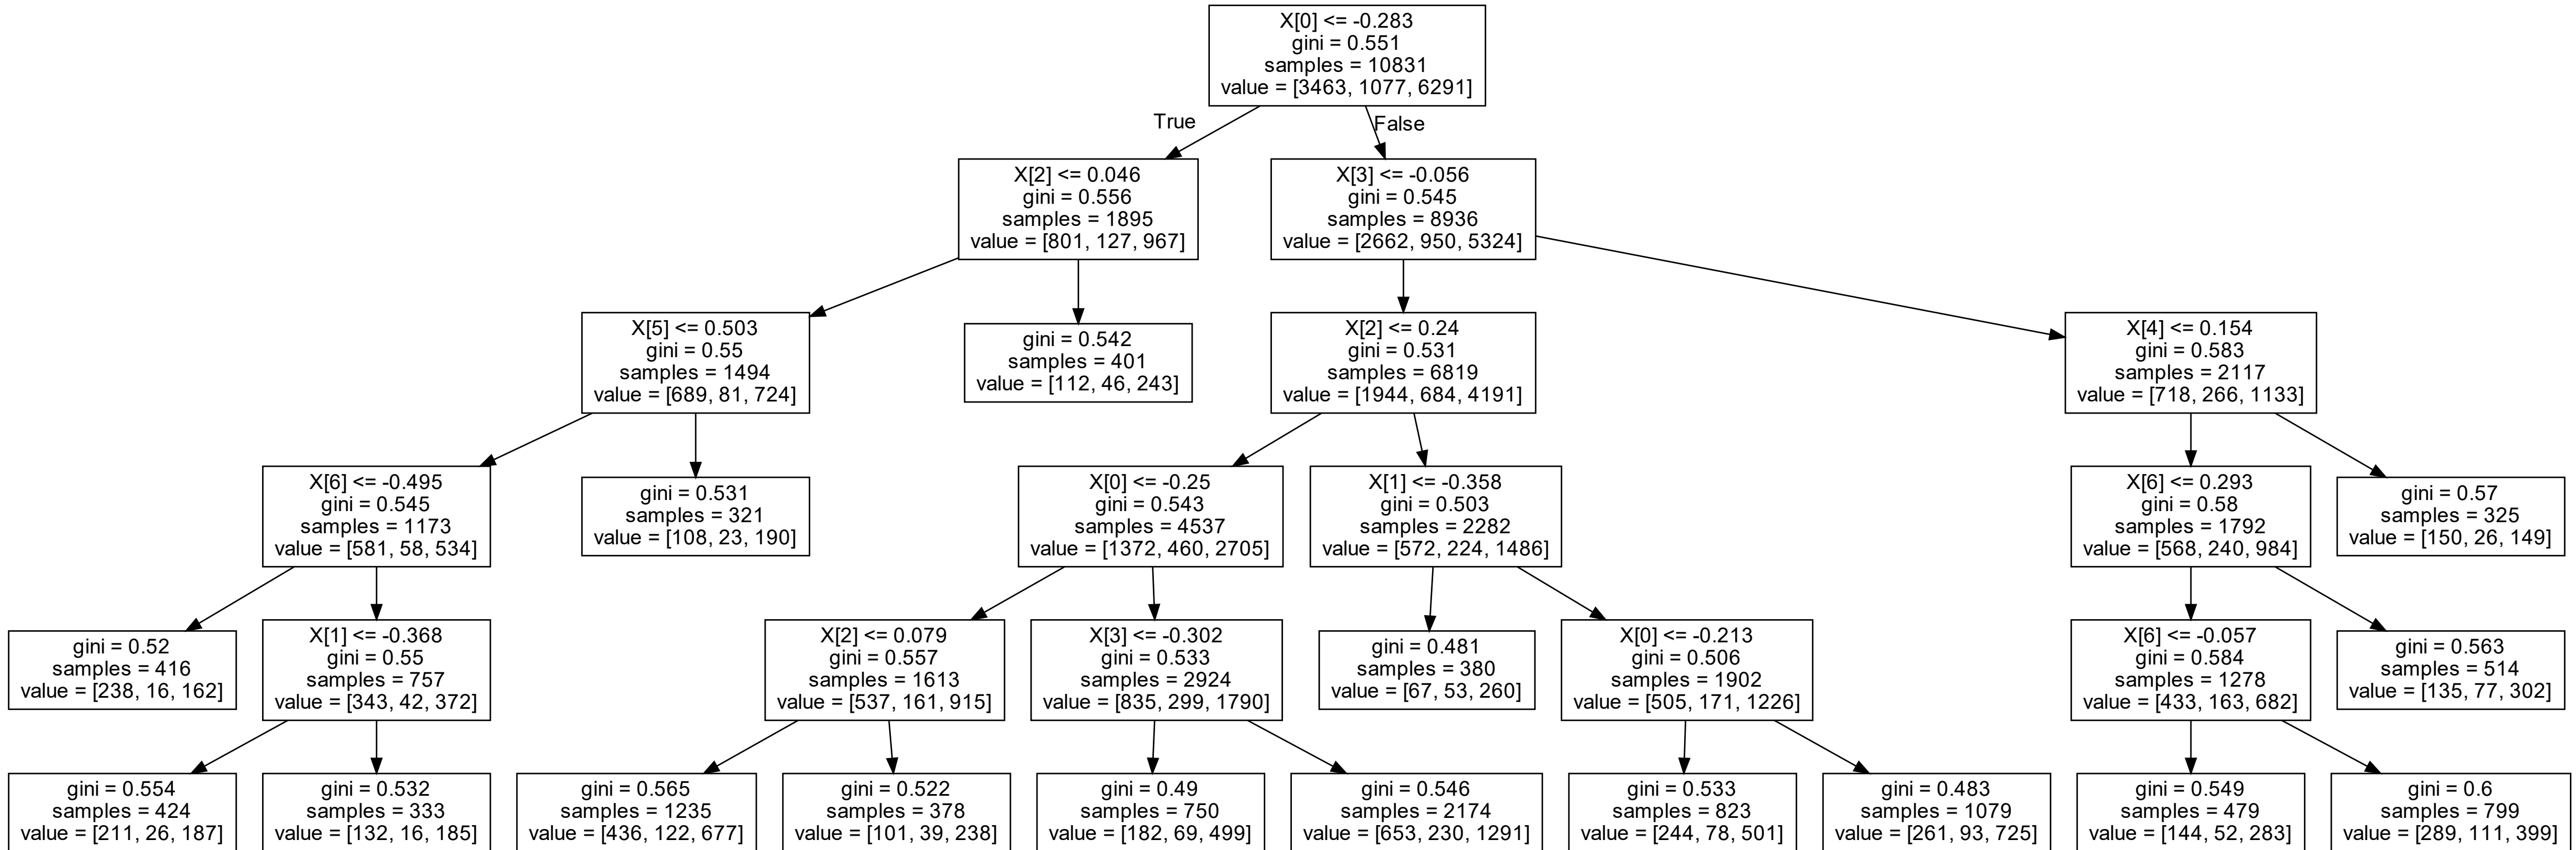 X[0] <= -0.283
gini = 0.551
samples = 10831
value = [3463, 1077, 6291]
True
False
X[2] <= 0.046
gini = 0.556
samples = 1895
value = [801, 127, 967]
X[3] <= -0.056
gini = 0.545
samples = 8936
value = [2662, 950, 5324]
X[5] <= 0.503
gini = 0.55
samples = 1494
value = [689, 81, 724]
gini = 0.542
samples = 401
value = [112, 46, 243]
X[2] <= 0.24
gini = 0.531
samples = 6819
value = [1944, 684, 4191]
X[4] <= 0.154
gini = 0.583
samples = 2117
value = [718, 266, 1133]
X[6] <= -0.495
gini = 0.545
samples = 1173
value = [581, 58, 534]
gini = 0.531
samples = 321
value = [108, 23, 190]
X[0] <= -0.25
gini = 0.543
samples = 4537
value = [1372, 460, 2705]
X[1] <= -0.358
gini = 0.503
samples = 2282
value = [572, 224, 1486]
X[6] <= 0.293
gini = 0.58
samples = 1792
value = [568, 240, 984]
gini = 0.57
samples = 325
value = [150, 26, 149]
gini = 0.52
samples = 416
value = [238, 16, 162]
X[1] <= -0.368
gini = 0.55
samples = 757
value = [343, 42, 372]
X[2] <= 0.079
gini = 0.557
samples = 1613
value = [537, 161, 915]
X[3] <= -0.302
gini = 0.533
samples = 2924
value = [835, 299, 1790]
gini = 0.481
samples = 380
value = [67, 53, 260]
X[0] <= -0.213
gini = 0.506
samples = 1902
value = [505, 171, 1226]
X[6] <= -0.057
gini = 0.584
samples = 1278
value = [433, 163, 682]
gini = 0.563
samples = 514
value = [135, 77, 302]
gini = 0.554
samples = 424
value = [211, 26, 187]
gini = 0.532
samples = 333
value = [132, 16, 185]
gini = 0.565
samples = 1235
value = [436, 122, 677]
gini = 0.522
samples = 378
value = [101, 39, 238]
gini = 0.49
samples = 750
value = [182, 69, 499]
gini = 0.546
samples = 2174
value = [653, 230, 1291]
gini = 0.533
samples = 823
value = [244, 78, 501]
gini = 0.483
samples = 1079
value = [261, 93, 725]
gini = 0.549
samples = 479
value = [144, 52, 283]
gini = 0.6
samples = 799
value = [289, 111, 399]